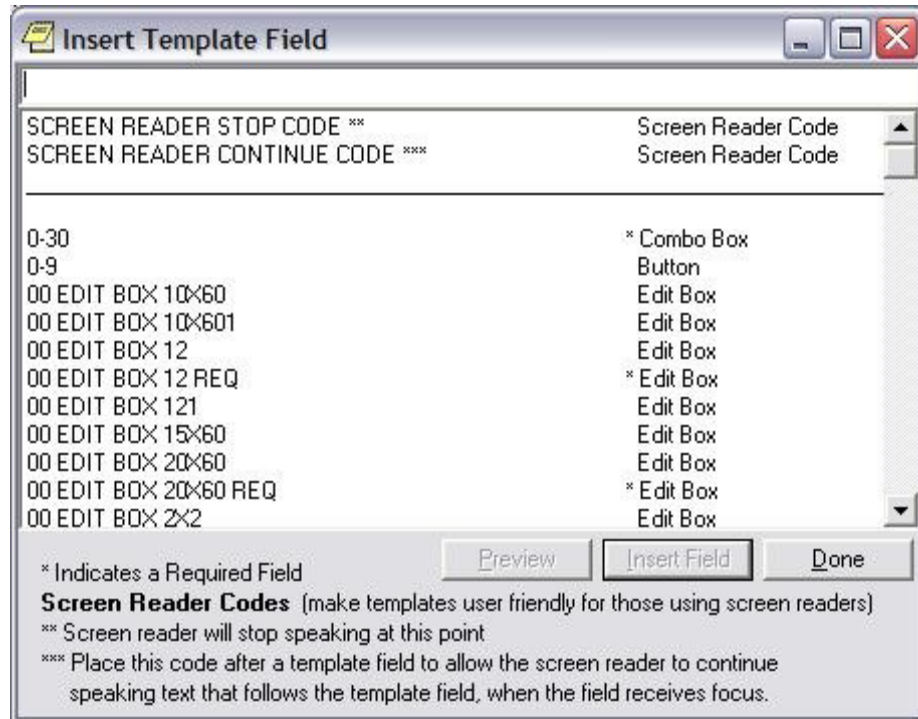 Insert Template Field
SCREEN READER STOP CODE ** Screen Reader Code
SCREEN READER CONTINUE CODE *** Screen Reader Code
0-30 * Combo Box
0-9 Button
00 EDIT BOX 10X60 Edit Box
00 EDIT BOX 10X601 Edit Box
00 EDIT BOX 12 Edit Box
00 EDIT BOX 12 REQ * Edit Box
00 EDIT BOX 121 Edit Box
00 EDIT BOX 15X60 Edit Box
00 EDIT BOX 20X60 Edit Box
00 EDIT BOX 20X60 REQ * Edit Box
00 EDIT BOX 2X2 Edit Box
Preview Insert Field Done
* Indicates a Required Field
Screen Reader Codes (make templates user friendly for those using screen readers)
** Screen reader will stop speaking at this point
*** Place this code after a template field to allow the screen reader to continue
speaking text that follows the template field, when the field receives focus.